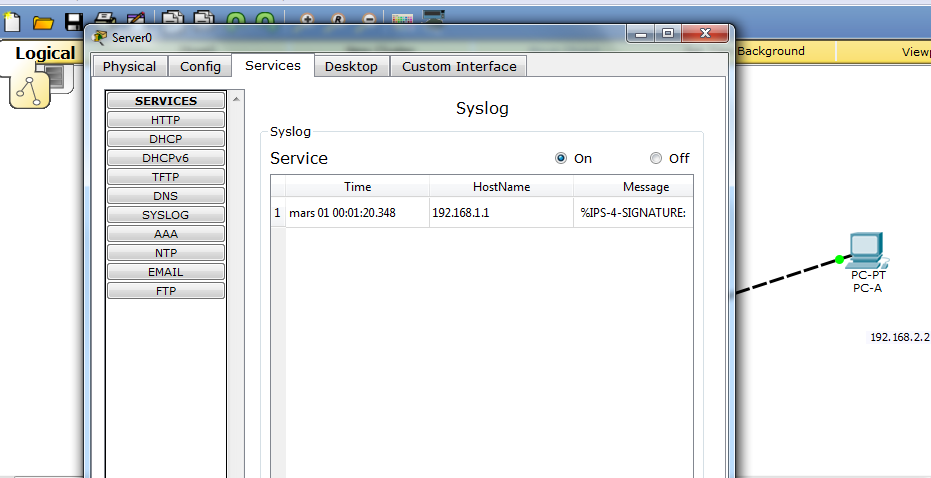 Server0
Logical
Physical Config Services Desktop Custom Interface
Background
View
SERVICES
HTTP
DHCP
DHCPv6
TFTP
DNS
SYSLOG
AAA
NTP
EMAIL
FTP
Syslog
Syslog
Service On Off
Time HostName Message
1 mars 01 00:01:20.348 192.168.1.1 %IPS-4-SIGNATURE:
PC-PT
PC-A
192.168.2.2